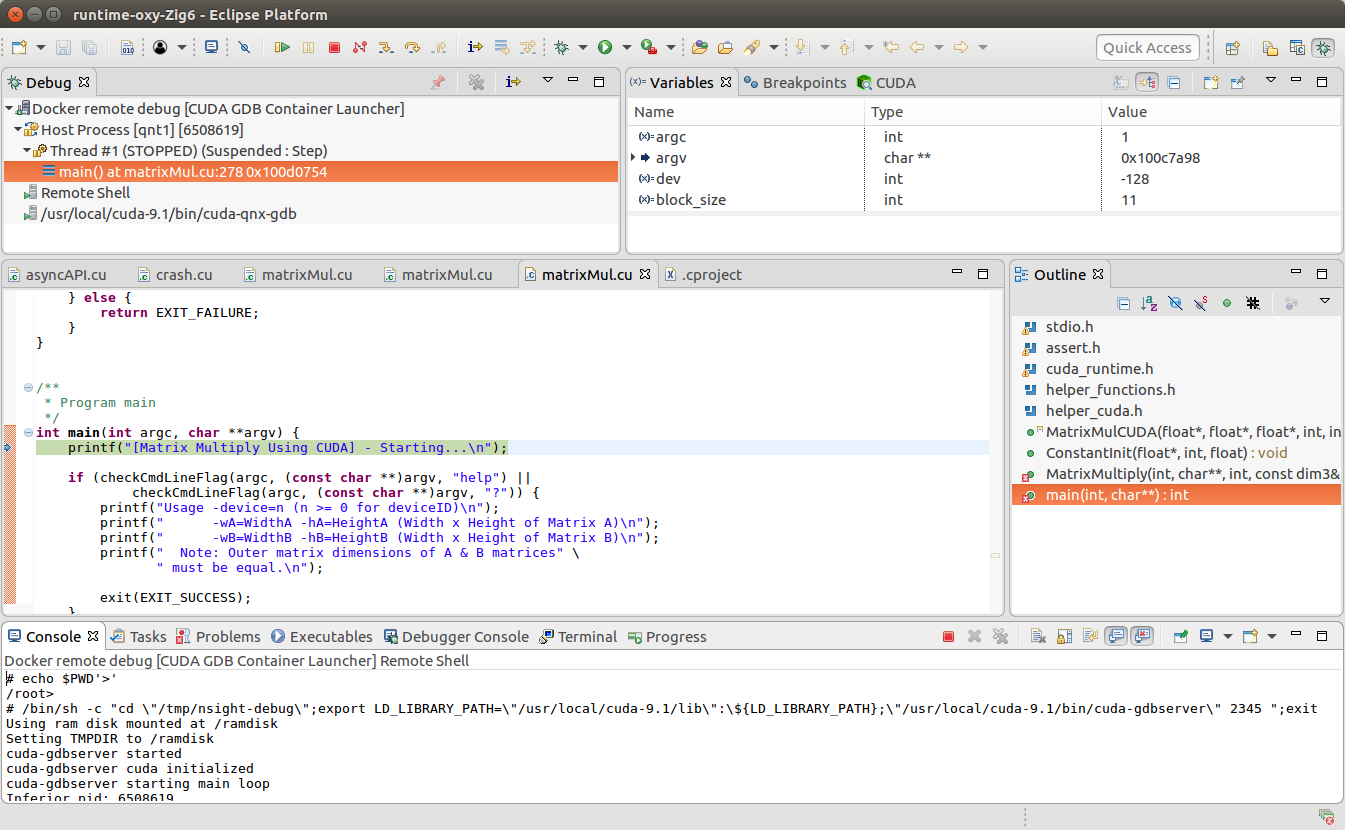 runtime-oxy-Zig6 - Eclipse Platform
Quick Access
Debug
Docker remote debug [CUDA GDB Container Launcher]
Host Process [qnt1] [6508619]
Thread #1 (STOPPED) (Suspended : Step)
main() at matrixMul.cu:278 0x100d0754
Remote Shell
/usr/local/cuda-9.1/bin/cuda-qnx-gdb
Variables Breakpoints CUDA
Name Type Value
argc int 1
argv char ** 0x100c7a98
dev int -128
block_size int 11
asyncAPI.cu crash.cu matrixMul.cu matrixMul.cu matrixMul.cu .cproject
} else {
return EXIT_FAILURE;
}
}
/**
* Program main
*/
int main(int argc, char **argv) {
printf("[Matrix Multiply Using CUDA] - Starting...\n");
if (checkCmdLineFlag(argc, (const char **)argv, "help") ||
checkCmdLineFlag(argc, (const char **)argv, "?")) {
printf("Usage -device=n (n >= 0 for deviceID)\n");
printf("      -wA=WidthA -hA=HeightA (Width x Height of Matrix A)\n");
printf("      -wB=WidthB -hB=HeightB (Width x Height of Matrix B)\n");
printf("  Note: Outer matrix dimensions of A & B matrices" \
" must be equal.\n");
exit(EXIT_SUCCESS);
}
Outline
stdio.h
assert.h
cuda_runtime.h
helper_functions.h
helper_cuda.h
MatrixMulCUDA(float*, float*, float*, int, in
ConstantInit(float*, int, float) : void
MatrixMultiply(int, char**, int, const dim3&
main(int, char**) : int
Console Tasks Problems Executables Debugger Console Terminal Progress
Docker remote debug [CUDA GDB Container Launcher] Remote Shell
# echo $PWD'>'
/root>
# /bin/sh -c "cd \"/tmp/nsight-debug\";export LD_LIBRARY_PATH=\"/usr/local/cuda-9.1/lib\":\${LD_LIBRARY_PATH};\"/usr/local/cuda-9.1/bin/cuda-gdbserver\" 2345 ";exit
Using ram disk mounted at /ramdisk
Setting TMPDIR to /ramdisk
cuda-gdbserver started
cuda-gdbserver cuda initialized
cuda-gdbserver starting main loop
Inferior pid: 6508619